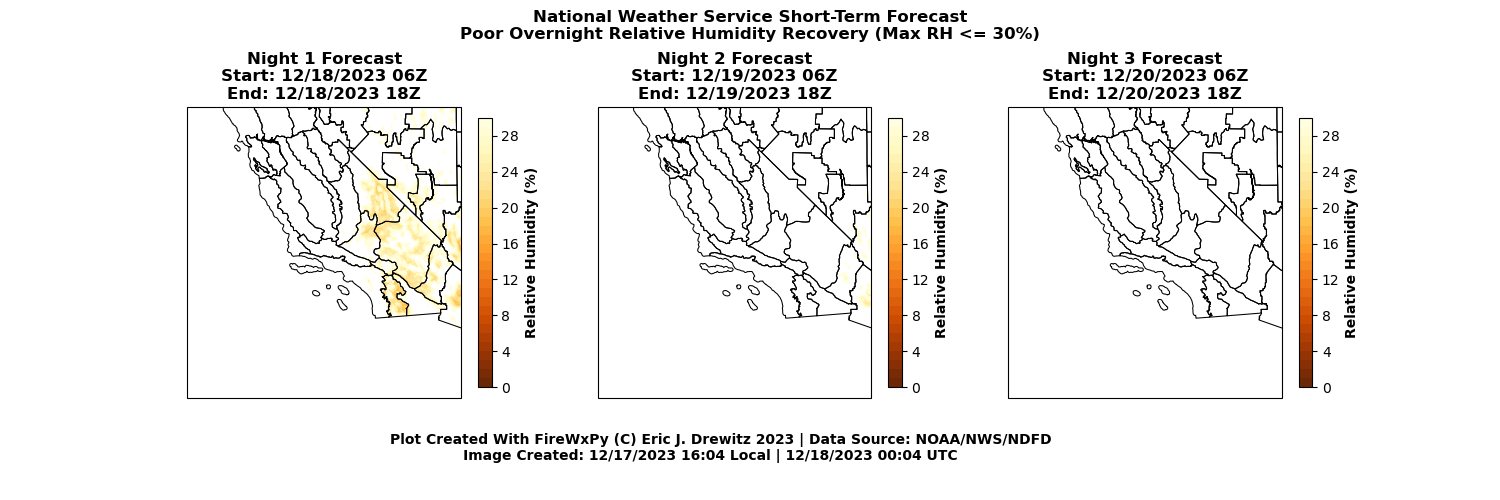 National Weather Service Short-Term Forecast
Poor Overnight Relative Humidity Recovery (Max RH <= 30%)
Night 1 Forecast
Start: 12/18/2023 06Z
End: 12/18/2023 18Z
28
24
20
16
12
8
4
0
Relative Humidity (%)
Night 2 Forecast
Start: 12/19/2023 06Z
End: 12/19/2023 18Z
28
24
20
16
12
8
4
0
Relative Humidity (%)
Night 3 Forecast
Start: 12/20/2023 06Z
End: 12/20/2023 18Z
28
24
20
16
12
8
4
0
Relative Humidity (%)
Plot Created With FireWxPy (C) Eric J. Drewitz 2023 | Data Source: NOAA/NWS/NDFD
Image Created: 12/17/2023 16:04 Local | 12/18/2023 00:04 UTC